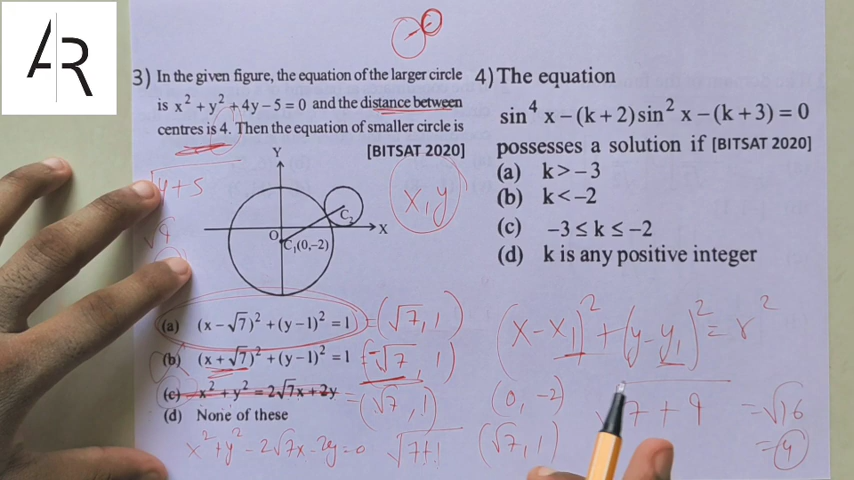 AR
3) In the given figure, the equation of the larger circle
is x² + y² + 4y − 5 = 0 and the distance between
centres is 4. Then the equation of smaller circle is
[BITSAT 2020]
√4+5
√9
Y
X
O
C₁(0,−2)
C₂
x, y
(a) (x − √7)² + (y − 1)² = 1 = (√7, 1)
(b) (x + √7)² + (y − 1)² = 1 (−√7, 1)
(c) x² + y² = 2√7x + 2y = (√7, 1)
(d) None of these
x² + y² − 2√7x − 2y = 0 √7+1
4) The equation
sin⁴ x − (k + 2) sin² x − (k + 3) = 0
possesses a solution if [BITSAT 2020]
(a) k > −3
(b) k < −2
(c) −3 ≤ k ≤ −2
(d) k is any positive integer
(x − x₁)² + (y − y₁)² = r²
(0, −2) √7 + 9 = √16
(√7, 1) = 4